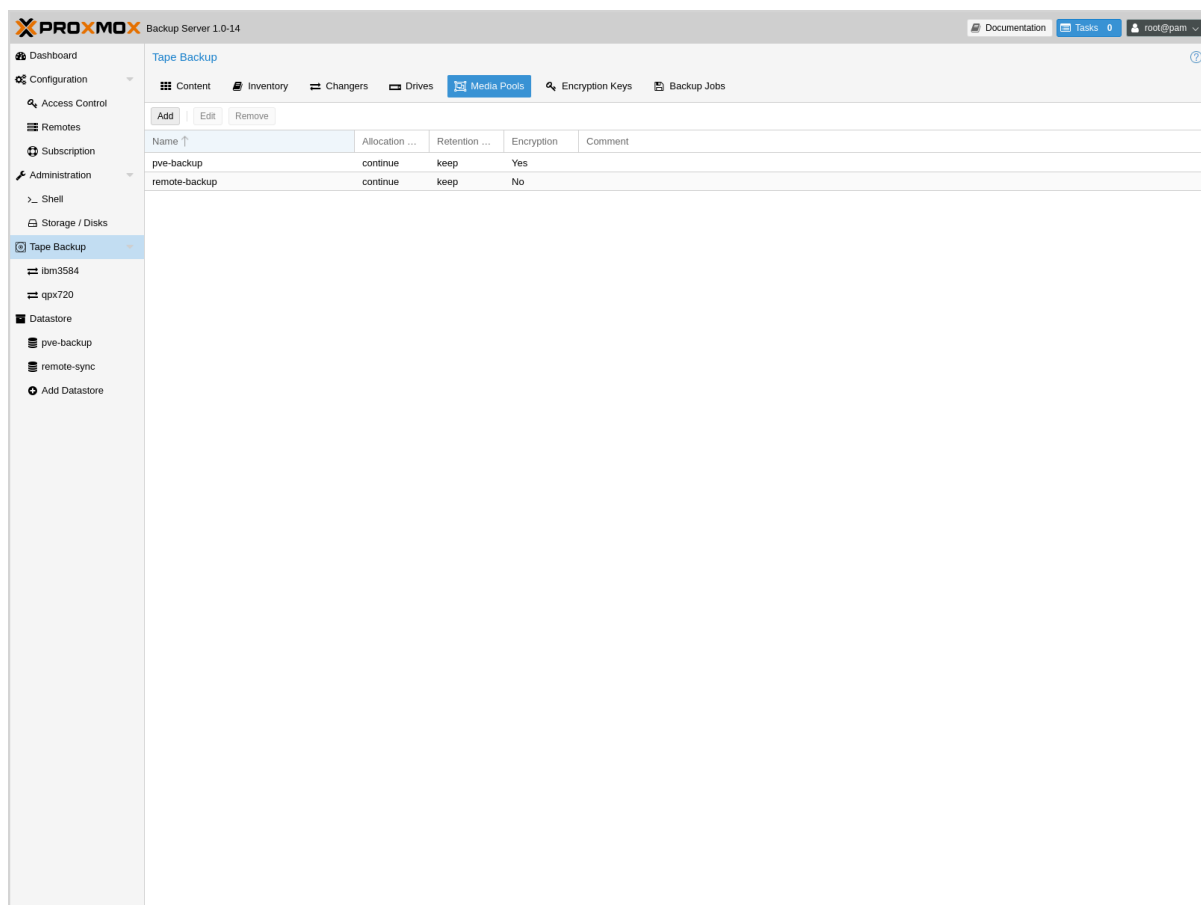 PROXMOX Backup Server 1.0-14 Documentation Tasks 0 root@pam
Dashboard
Configuration
Access Control
Remotes
Subscription
Administration
Shell
Storage / Disks
Tape Backup
ibm3584
qpx720
Datastore
pve-backup
remote-sync
Add Datastore
Tape Backup
Content Inventory Changers Drives Media Pools Encryption Keys Backup Jobs
Add Edit Remove
Name Allocation ... Retention ... Encryption Comment
pve-backup continue keep Yes
remote-backup continue keep No